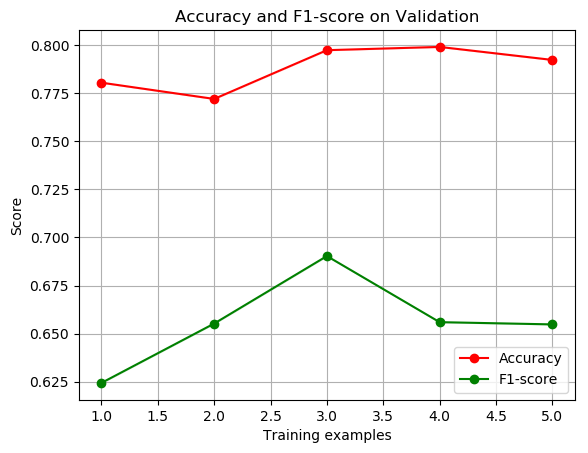 Accuracy and F1-score on Validation
0.800
0.775
0.750
0.725
0.700
0.675
0.650
0.625
Score
1.0 1.5 2.0 2.5 3.0 3.5 4.0 4.5 5.0
Training examples
Accuracy
F1-score